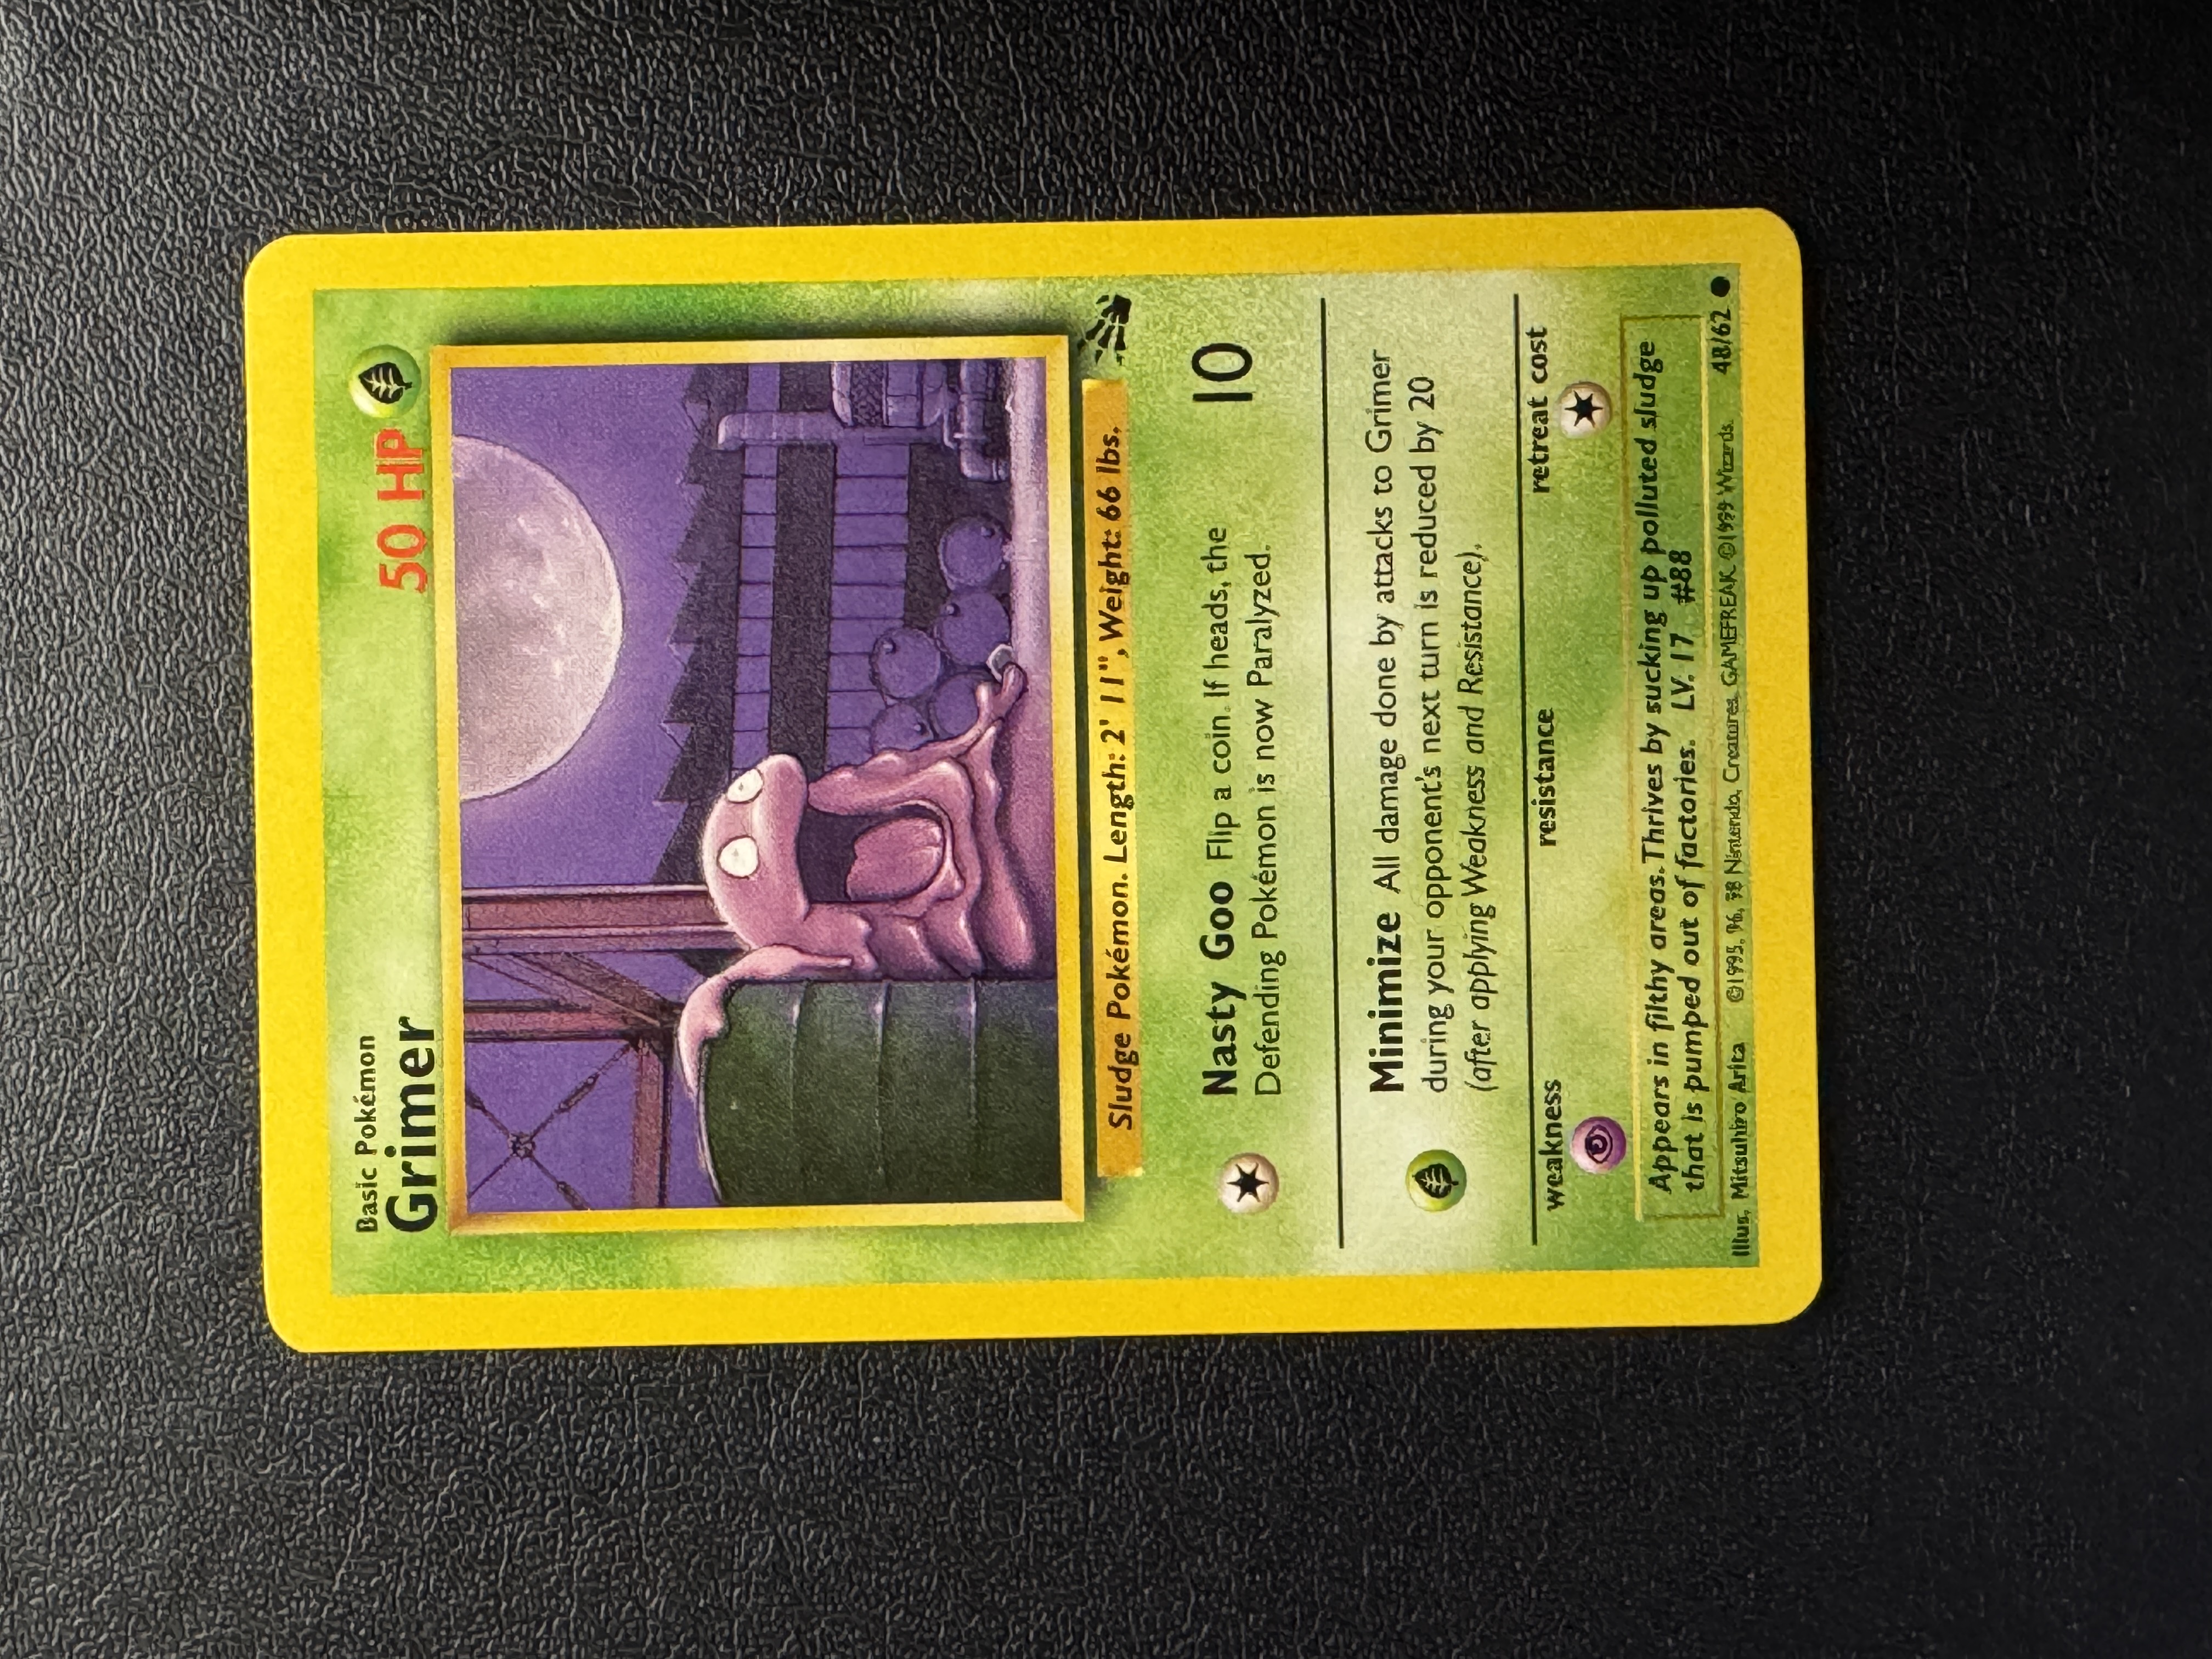 Basic Pokémon
Grimer
50 HP
Sludge Pokémon. Length: 2' 11", Weight: 66 lbs.
Nasty Goo Flip a coin. If heads, the
Defending Pokémon is now Paralyzed.
10
Minimize All damage done by attacks to Grimer
during your opponent's next turn is reduced by 20
(after applying Weakness and Resistance).
weakness
resistance
retreat cost
Appears in filthy areas. Thrives by sucking up polluted sludge
that is pumped out of factories. LV. 17 #88
Illus. Mitsuhiro Arita ©1995, 96, 98 Nintendo, Creatures, GAMEFREAK. ©1999 Wizards. 48/62